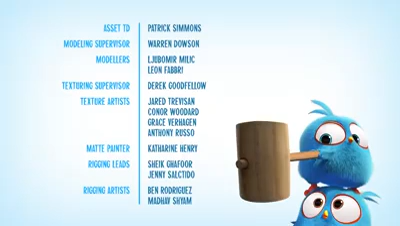 ASSET TD PATRICK SIMMONS
MODELING SUPERVISOR WARREN DOWSON
MODELLERS LJUBOMIR MILIC
LEON FABBRI
TEXTURING SUPERVISOR DEREK GOODFELLOW
TEXTURE ARTISTS JARED TREVISAN
CONOR WOODARD
GRACE VERHAGEN
ANTHONY RUSSO
MATTE PAINTER KATHARINE HENRY
RIGGING LEADS SHEIK GHAFOOR
JENNY SALCTIDO
RIGGING ARTISTS BEN RODRIGUEZ
MADHAV SHYAM